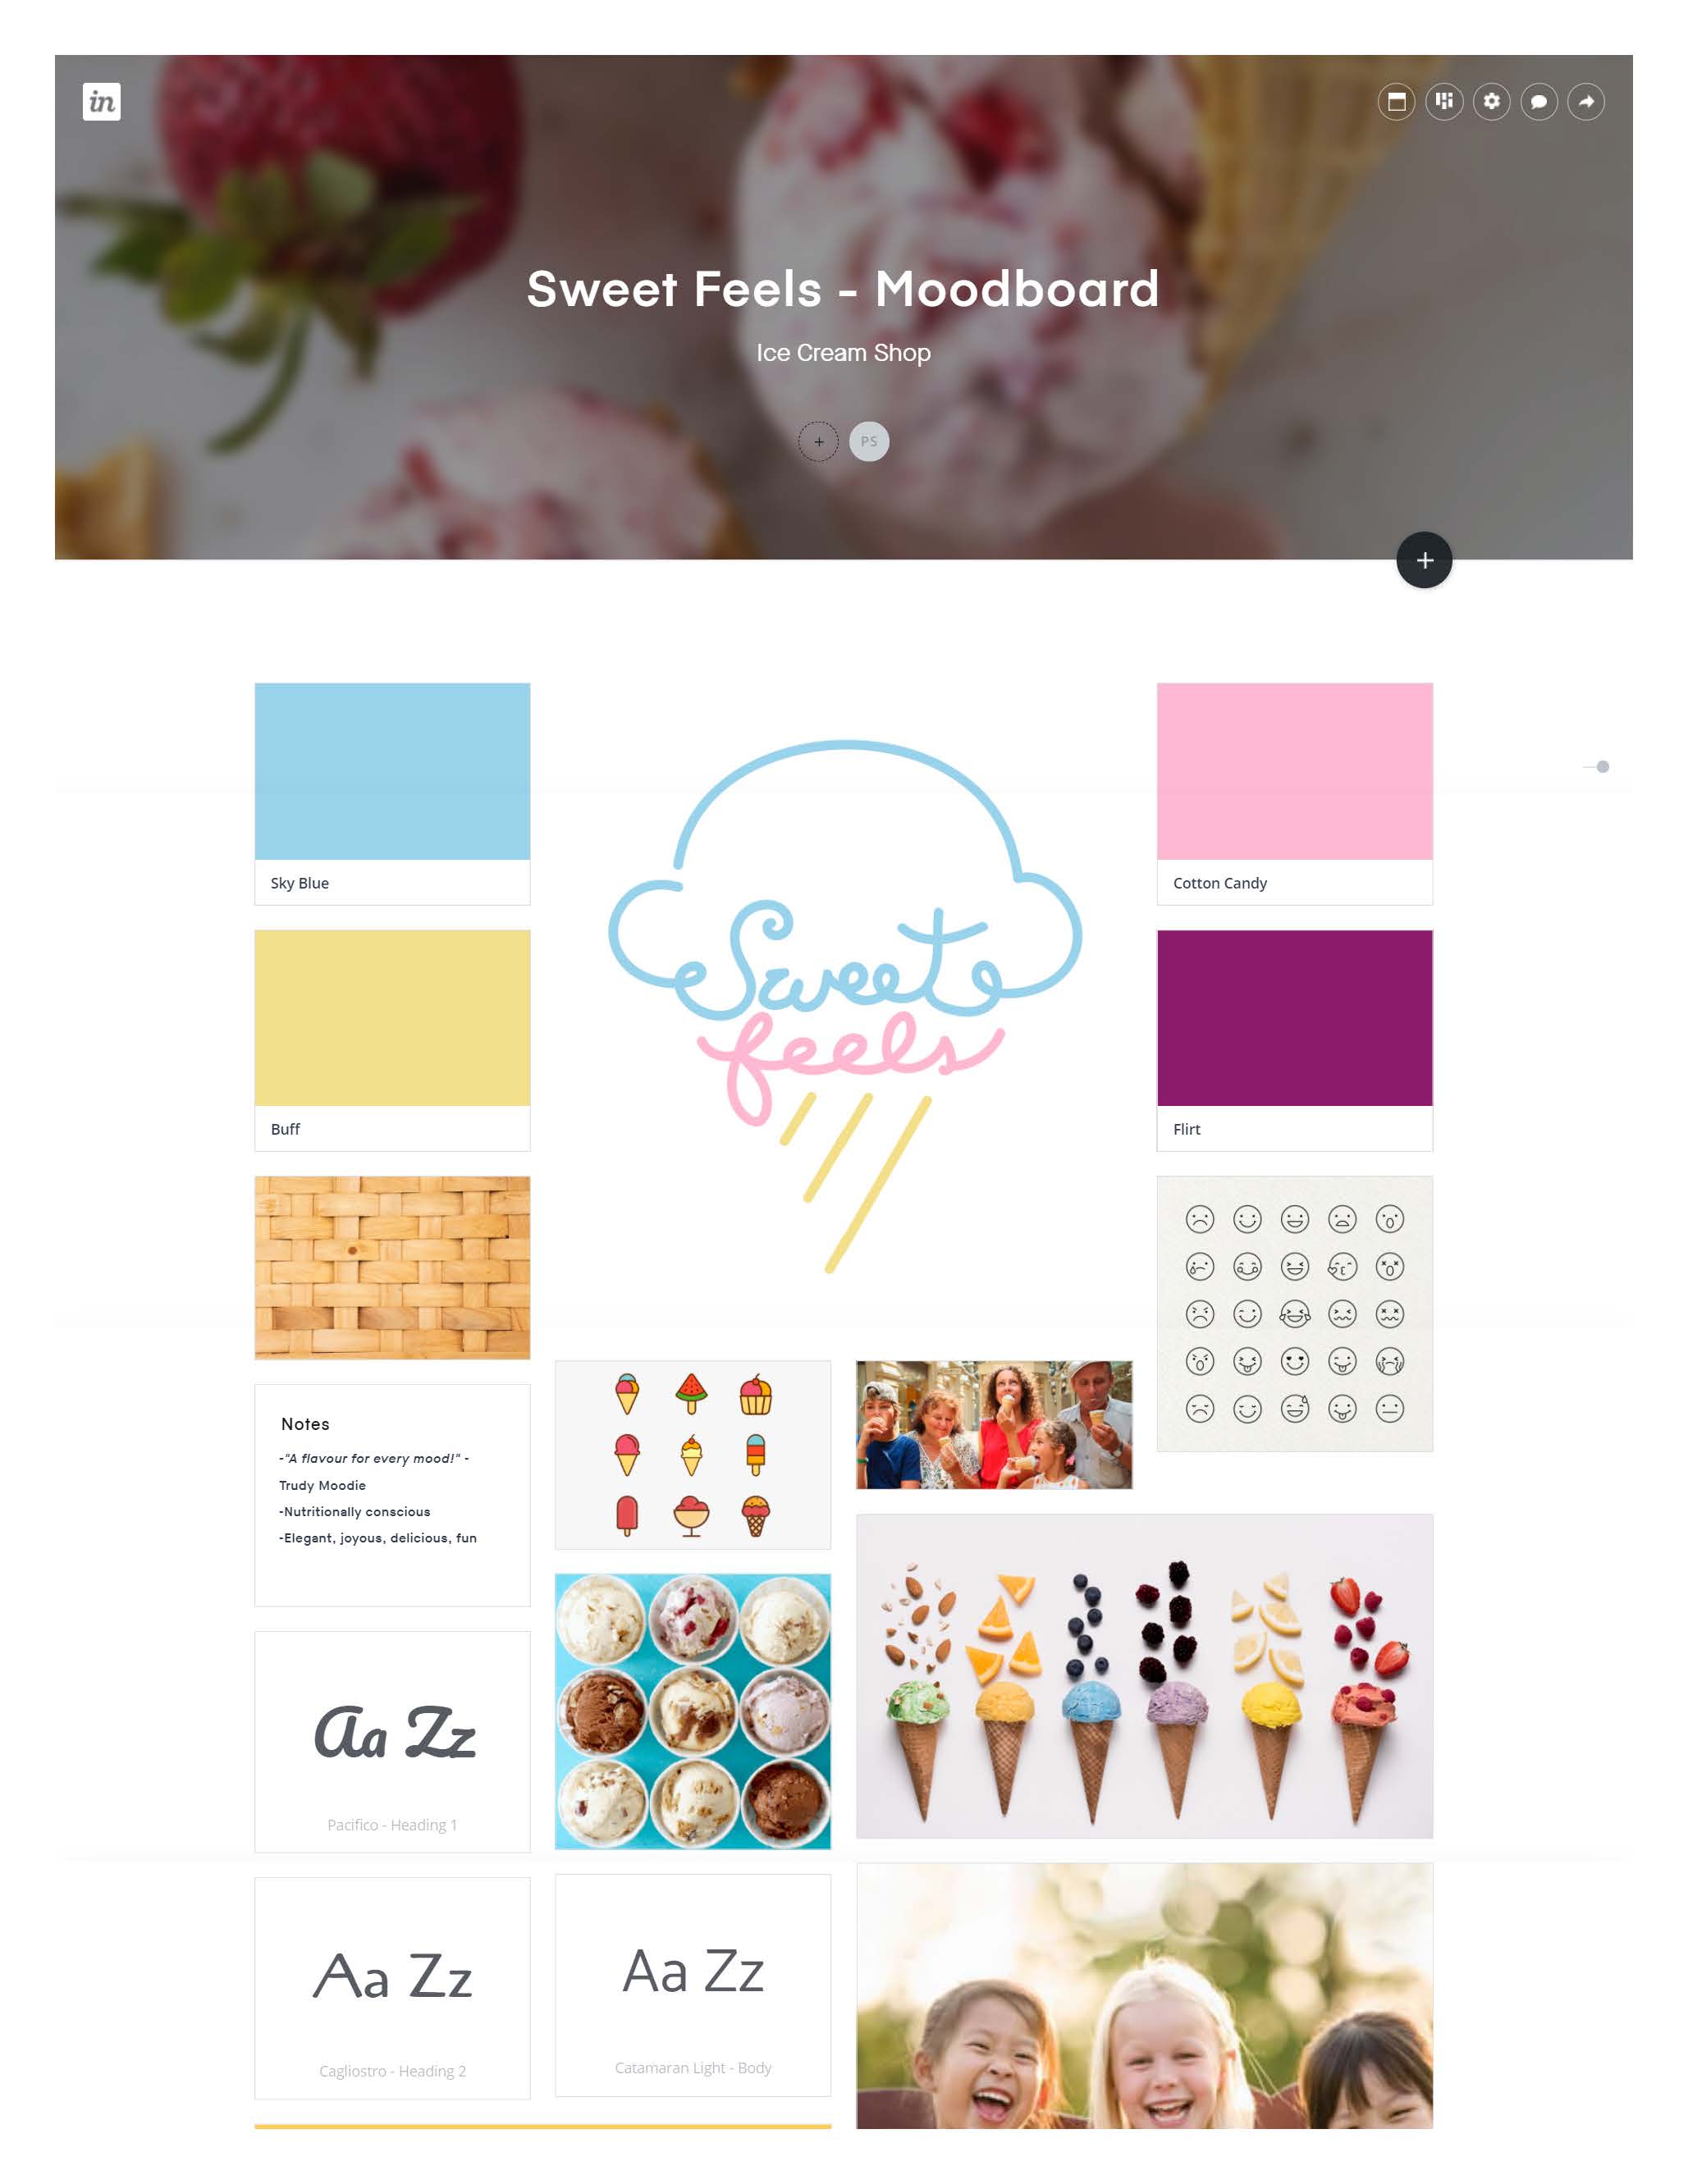 in
Sweet Feels - Moodboard
Ice Cream Shop
PS
Sky Blue
Cotton Candy
Sweet
feels
Buff
Flirt
Notes
-"A flavour for every mood!" -
Trudy Moodie
-Nutritionally conscious
-Elegant, joyous, delicious, fun
Aa Zz
Pacifico - Heading 1
Aa Zz
Cagliostro - Heading 2
Aa Zz
Catamaran Light - Body